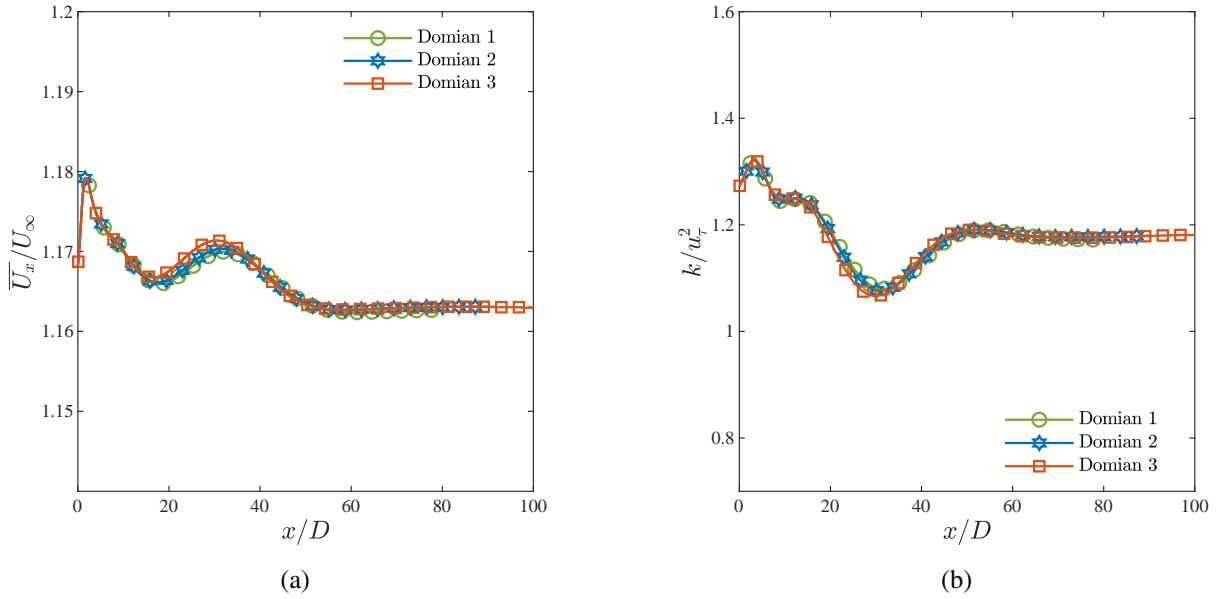 1.2
1.19
1.18
1.17
1.16
1.15
U_x/U_∞
0 20 40 60 80 100
x/D
Domian 1
Domian 2
Domian 3
(a)
1.6
1.4
1.2
1
0.8
k/u_τ^2
0 20 40 60 80 100
x/D
Domian 1
Domian 2
Domian 3
(b)